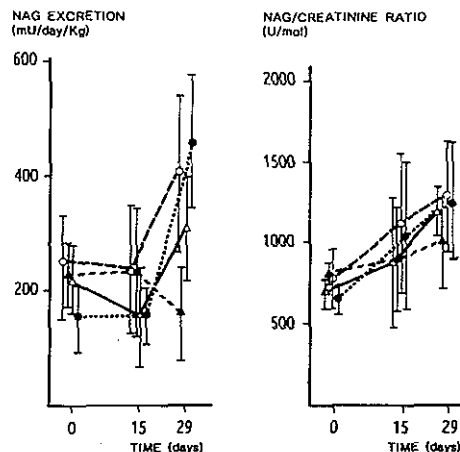 NAG EXCRETION
(mU/day/Kg)
600
400
200
0
15
29
TIME (days)
NAG/CREATININE RATIO
(U/mol)
2000
1500
1000
500
0
15
29
TIME (days)